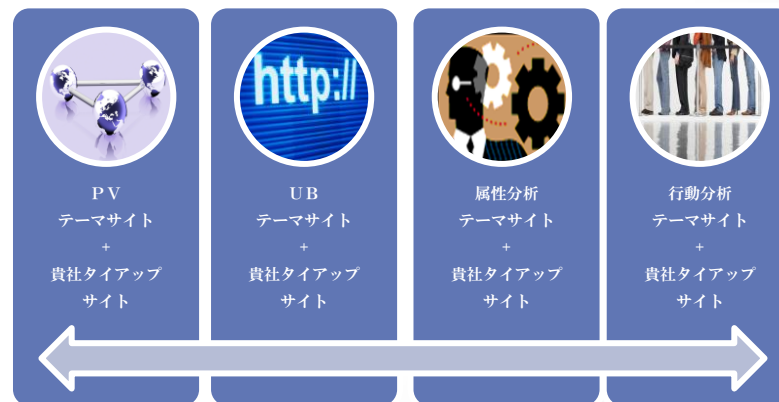 PV
テーマサイト
+
貴社タイアップ
サイト
http://
UB
テーマサイト
+
貴社タイアップ
サイト
属性分析
テーマサイト
+
貴社タイアップ
サイト
行動分析
テーマサイト
+
貴社タイアップ
サイト